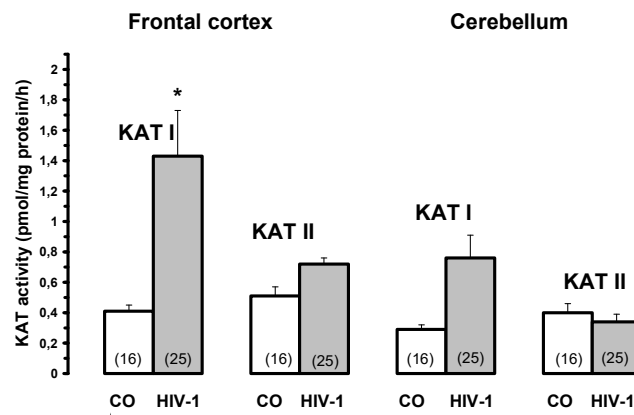 Frontal cortex Cerebellum
KAT activity (pmol/mg protein/h)
2
1,8
1,6
1,4
1,2
1
0,8
0,6
0,4
0,2
0
*
KAT I
KAT II
KAT I
KAT II
(16) (25) (16) (25) (16) (25) (16) (25)
CO HIV-1 CO HIV-1 CO HIV-1 CO HIV-1